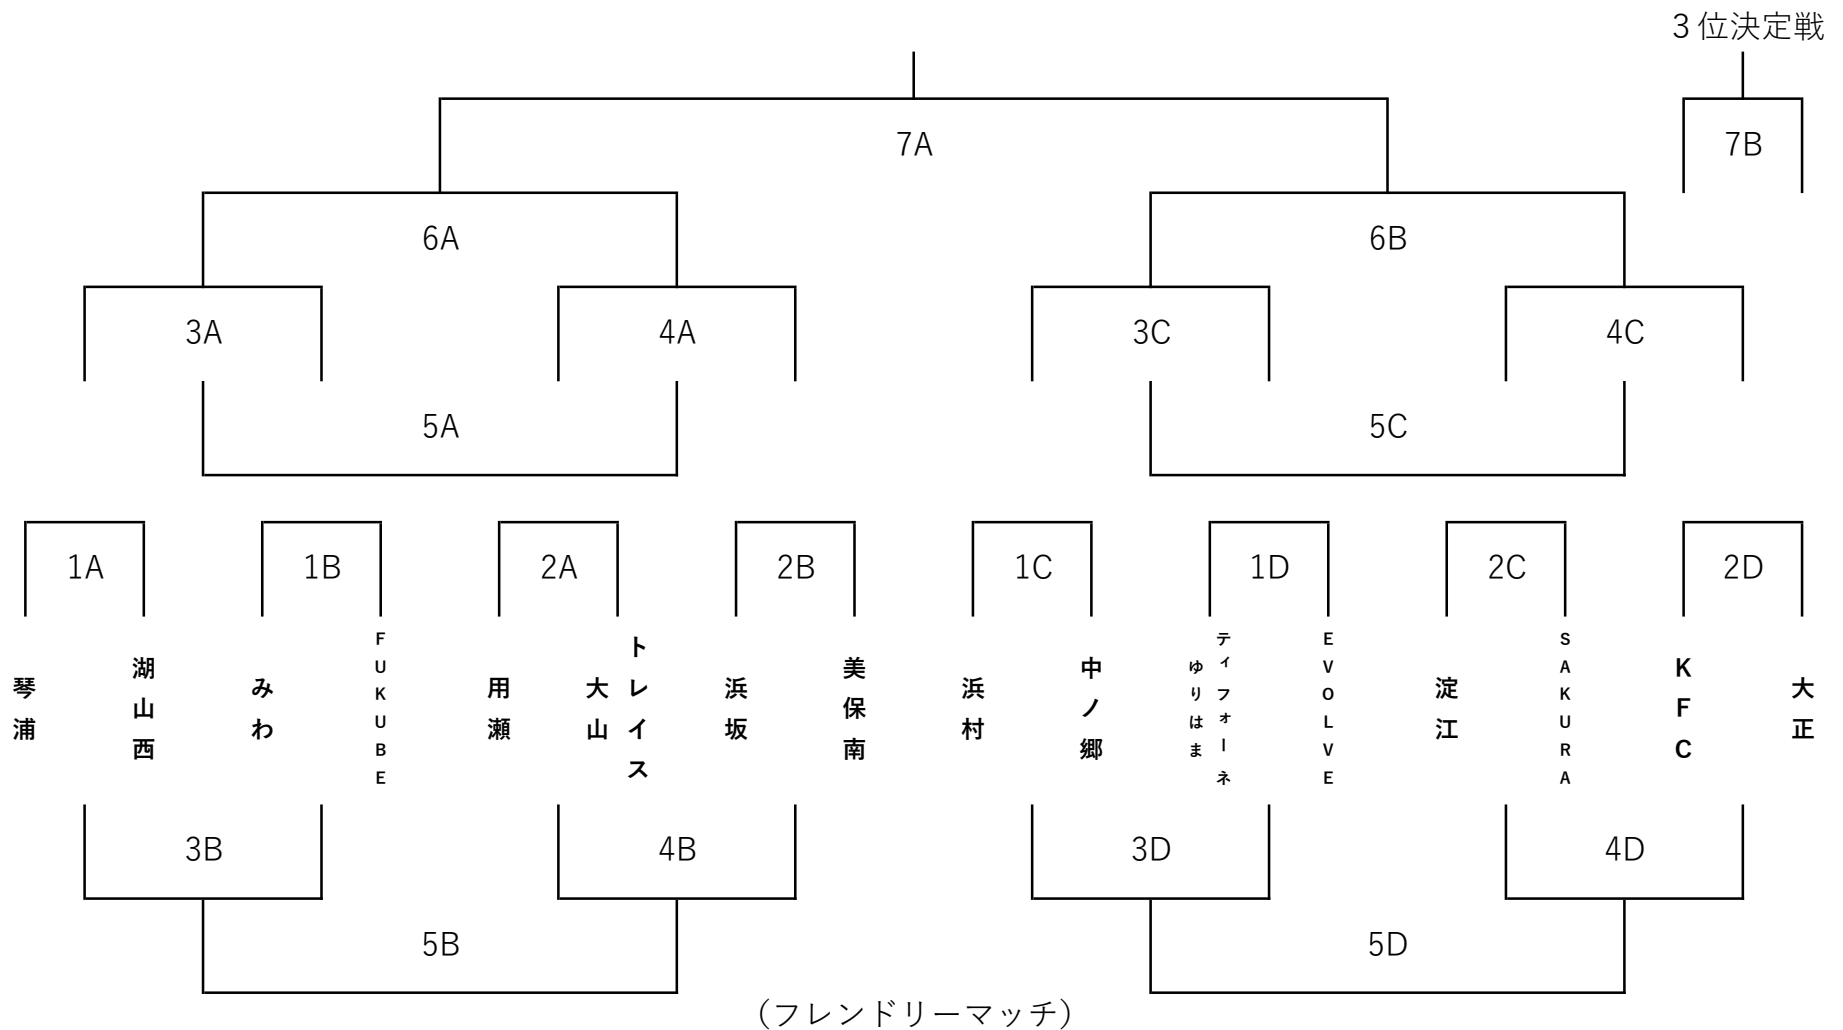 ３位決定戦
7A
7B
6A
6B
3A
4A
3C
4C
5A
5C
1A
1B
2A
2B
1C
1D
2C
2D
琴浦
湖山西
みわ
FUKUBE
用瀬
トレイス
大山
浜坂
美保南
浜村
中ノ郷
ティフォーネ
ゆりはま
EVOLVE
淀江
SAKURA
KFC
大正
3B
4B
3D
4D
5B
5D
（フレンドリーマッチ）